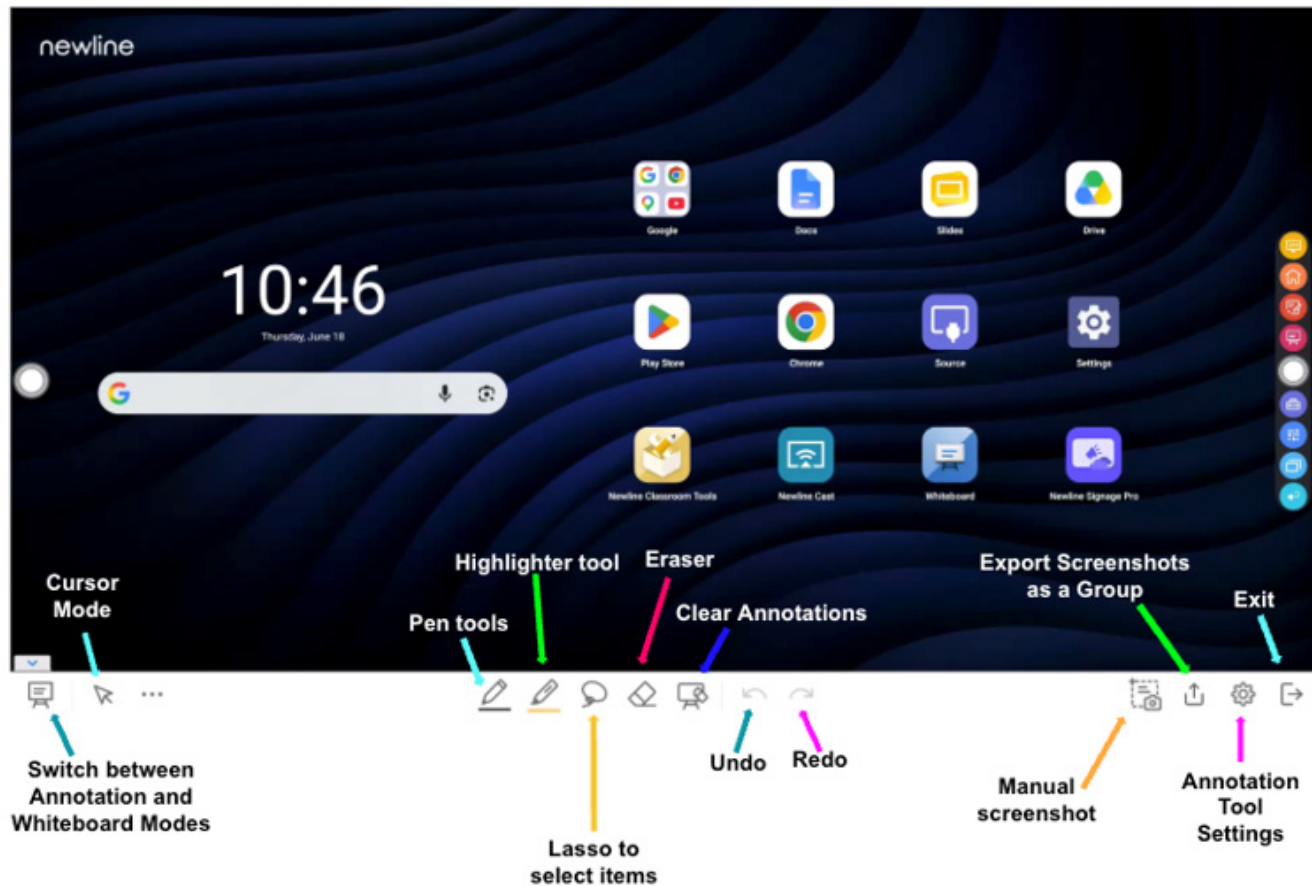 newline
Google
Docs
Slides
Drive
10:46
Thursday, June 18
Play Store
Chrome
Source
Settings
Newline Classroom Tools
Newline Cast
Whiteboard
Newline Signage Pro
Cursor
Mode
Pen tools
Highlighter tool
Eraser
Clear Annotations
Export Screenshots
as a Group
Exit
Switch between
Annotation and
Whiteboard Modes
Lasso to
select items
Undo
Redo
Manual
screenshot
Annotation
Tool
Settings